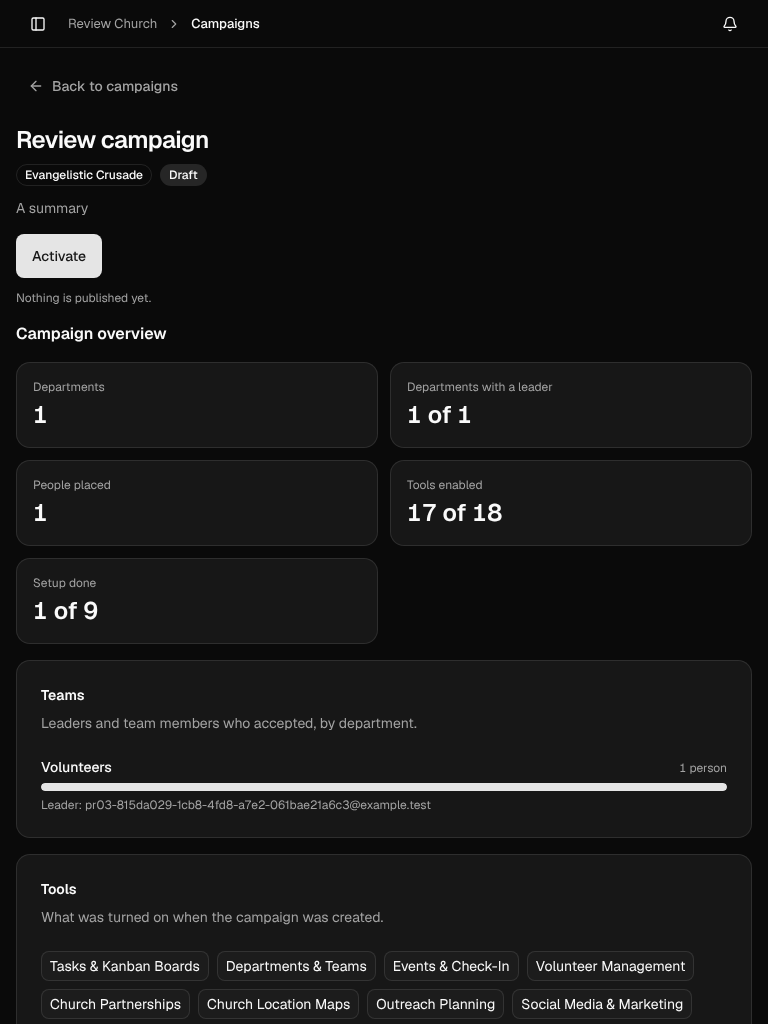 Review Church > Campaigns
Back to campaigns
Review campaign
Evangelistic Crusade Draft
A summary
Activate
Nothing is published yet.
Campaign overview
Departments
1
Departments with a leader
1 of 1
People placed
1
Tools enabled
17 of 18
Setup done
1 of 9
Teams
Leaders and team members who accepted, by department.
Volunteers 1 person
Leader: pr03-815da029-1cb8-4fd8-a7e2-061bae21a6c3@example.test
Tools
What was turned on when the campaign was created.
Tasks & Kanban Boards Departments & Teams Events & Check-In Volunteer Management
Church Partnerships Church Location Maps Outreach Planning Social Media & Marketing